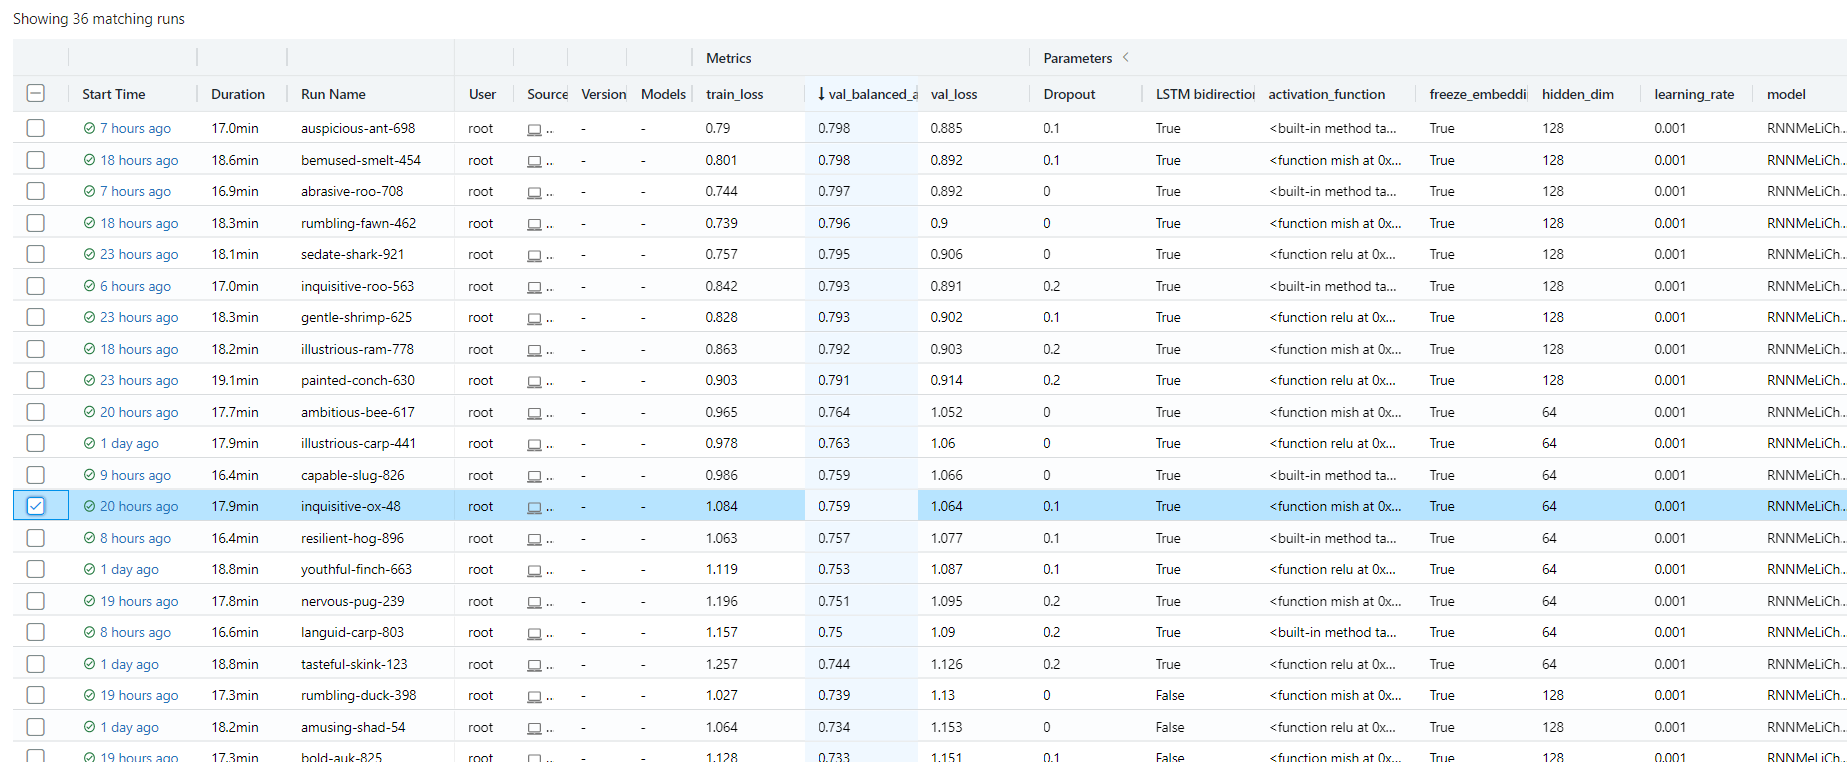 Showing 36 matching runs
Metrics Parameters
Start Time Duration Run Name User Source Version Models train_loss val_balanced_a val_loss Dropout LSTM bidirection activation_function freeze_embeddi hidden_dim learning_rate model
7 hours ago 17.0min auspicious-ant-698 root .. - - 0.79 0.798 0.885 0.1 True <built-in method ta... True 128 0.001 RNNMeLiCh...
18 hours ago 18.6min bemused-smelt-454 root .. - - 0.801 0.798 0.892 0.1 True <function mish at 0x... True 128 0.001 RNNMeLiCh...
7 hours ago 16.9min abrasive-roo-708 root .. - - 0.744 0.797 0.892 0 True <built-in method ta... True 128 0.001 RNNMeLiCh...
18 hours ago 18.3min rumbling-fawn-462 root .. - - 0.739 0.796 0.9 0 True <function mish at 0x... True 128 0.001 RNNMeLiCh...
23 hours ago 18.1min sedate-shark-921 root .. - - 0.757 0.795 0.906 0 True <function relu at 0x... True 128 0.001 RNNMeLiCh...
6 hours ago 17.0min inquisitive-roo-563 root .. - - 0.842 0.793 0.891 0.2 True <built-in method ta... True 128 0.001 RNNMeLiCh...
23 hours ago 18.3min gentle-shrimp-625 root .. - - 0.828 0.793 0.902 0.1 True <function relu at 0x... True 128 0.001 RNNMeLiCh...
18 hours ago 18.2min illustrious-ram-778 root .. - - 0.863 0.792 0.903 0.2 True <function mish at 0x... True 128 0.001 RNNMeLiCh...
23 hours ago 19.1min painted-conch-630 root .. - - 0.903 0.791 0.914 0.2 True <function relu at 0x... True 128 0.001 RNNMeLiCh...
20 hours ago 17.7min ambitious-bee-617 root .. - - 0.965 0.764 1.052 0 True <function mish at 0x... True 64 0.001 RNNMeLiCh...
1 day ago 17.9min illustrious-carp-441 root .. - - 0.978 0.763 1.06 0 True <function relu at 0x... True 64 0.001 RNNMeLiCh...
9 hours ago 16.4min capable-slug-826 root .. - - 0.986 0.759 1.066 0 True <built-in method ta... True 64 0.001 RNNMeLiCh...
20 hours ago 17.9min inquisitive-ox-48 root .. - - 1.084 0.759 1.064 0.1 True <function mish at 0x... True 64 0.001 RNNMeLiCh...
8 hours ago 16.4min resilient-hog-896 root .. - - 1.063 0.757 1.077 0.1 True <built-in method ta... True 64 0.001 RNNMeLiCh...
1 day ago 18.8min youthful-finch-663 root .. - - 1.119 0.753 1.087 0.1 True <function relu at 0x... True 64 0.001 RNNMeLiCh...
19 hours ago 17.8min nervous-pug-239 root .. - - 1.196 0.751 1.095 0.2 True <function mish at 0x... True 64 0.001 RNNMeLiCh...
8 hours ago 16.6min languid-carp-803 root .. - - 1.157 0.75 1.09 0.2 True <built-in method ta... True 64 0.001 RNNMeLiCh...
1 day ago 18.8min tasteful-skink-123 root .. - - 1.257 0.744 1.126 0.2 True <function relu at 0x... True 64 0.001 RNNMeLiCh...
19 hours ago 17.3min rumbling-duck-398 root .. - - 1.027 0.739 1.13 0 False <function mish at 0x... True 128 0.001 RNNMeLiCh...
1 day ago 18.2min amusing-shad-54 root .. - - 1.064 0.734 1.153 0 False <function relu at 0x... True 128 0.001 RNNMeLiCh...
19 hours ago 17.3min bold-auk-825 root .. - - 1.128 0.733 1.151 0.1 False <function mish at 0x... True 128 0.001 RNNMeLiCh...